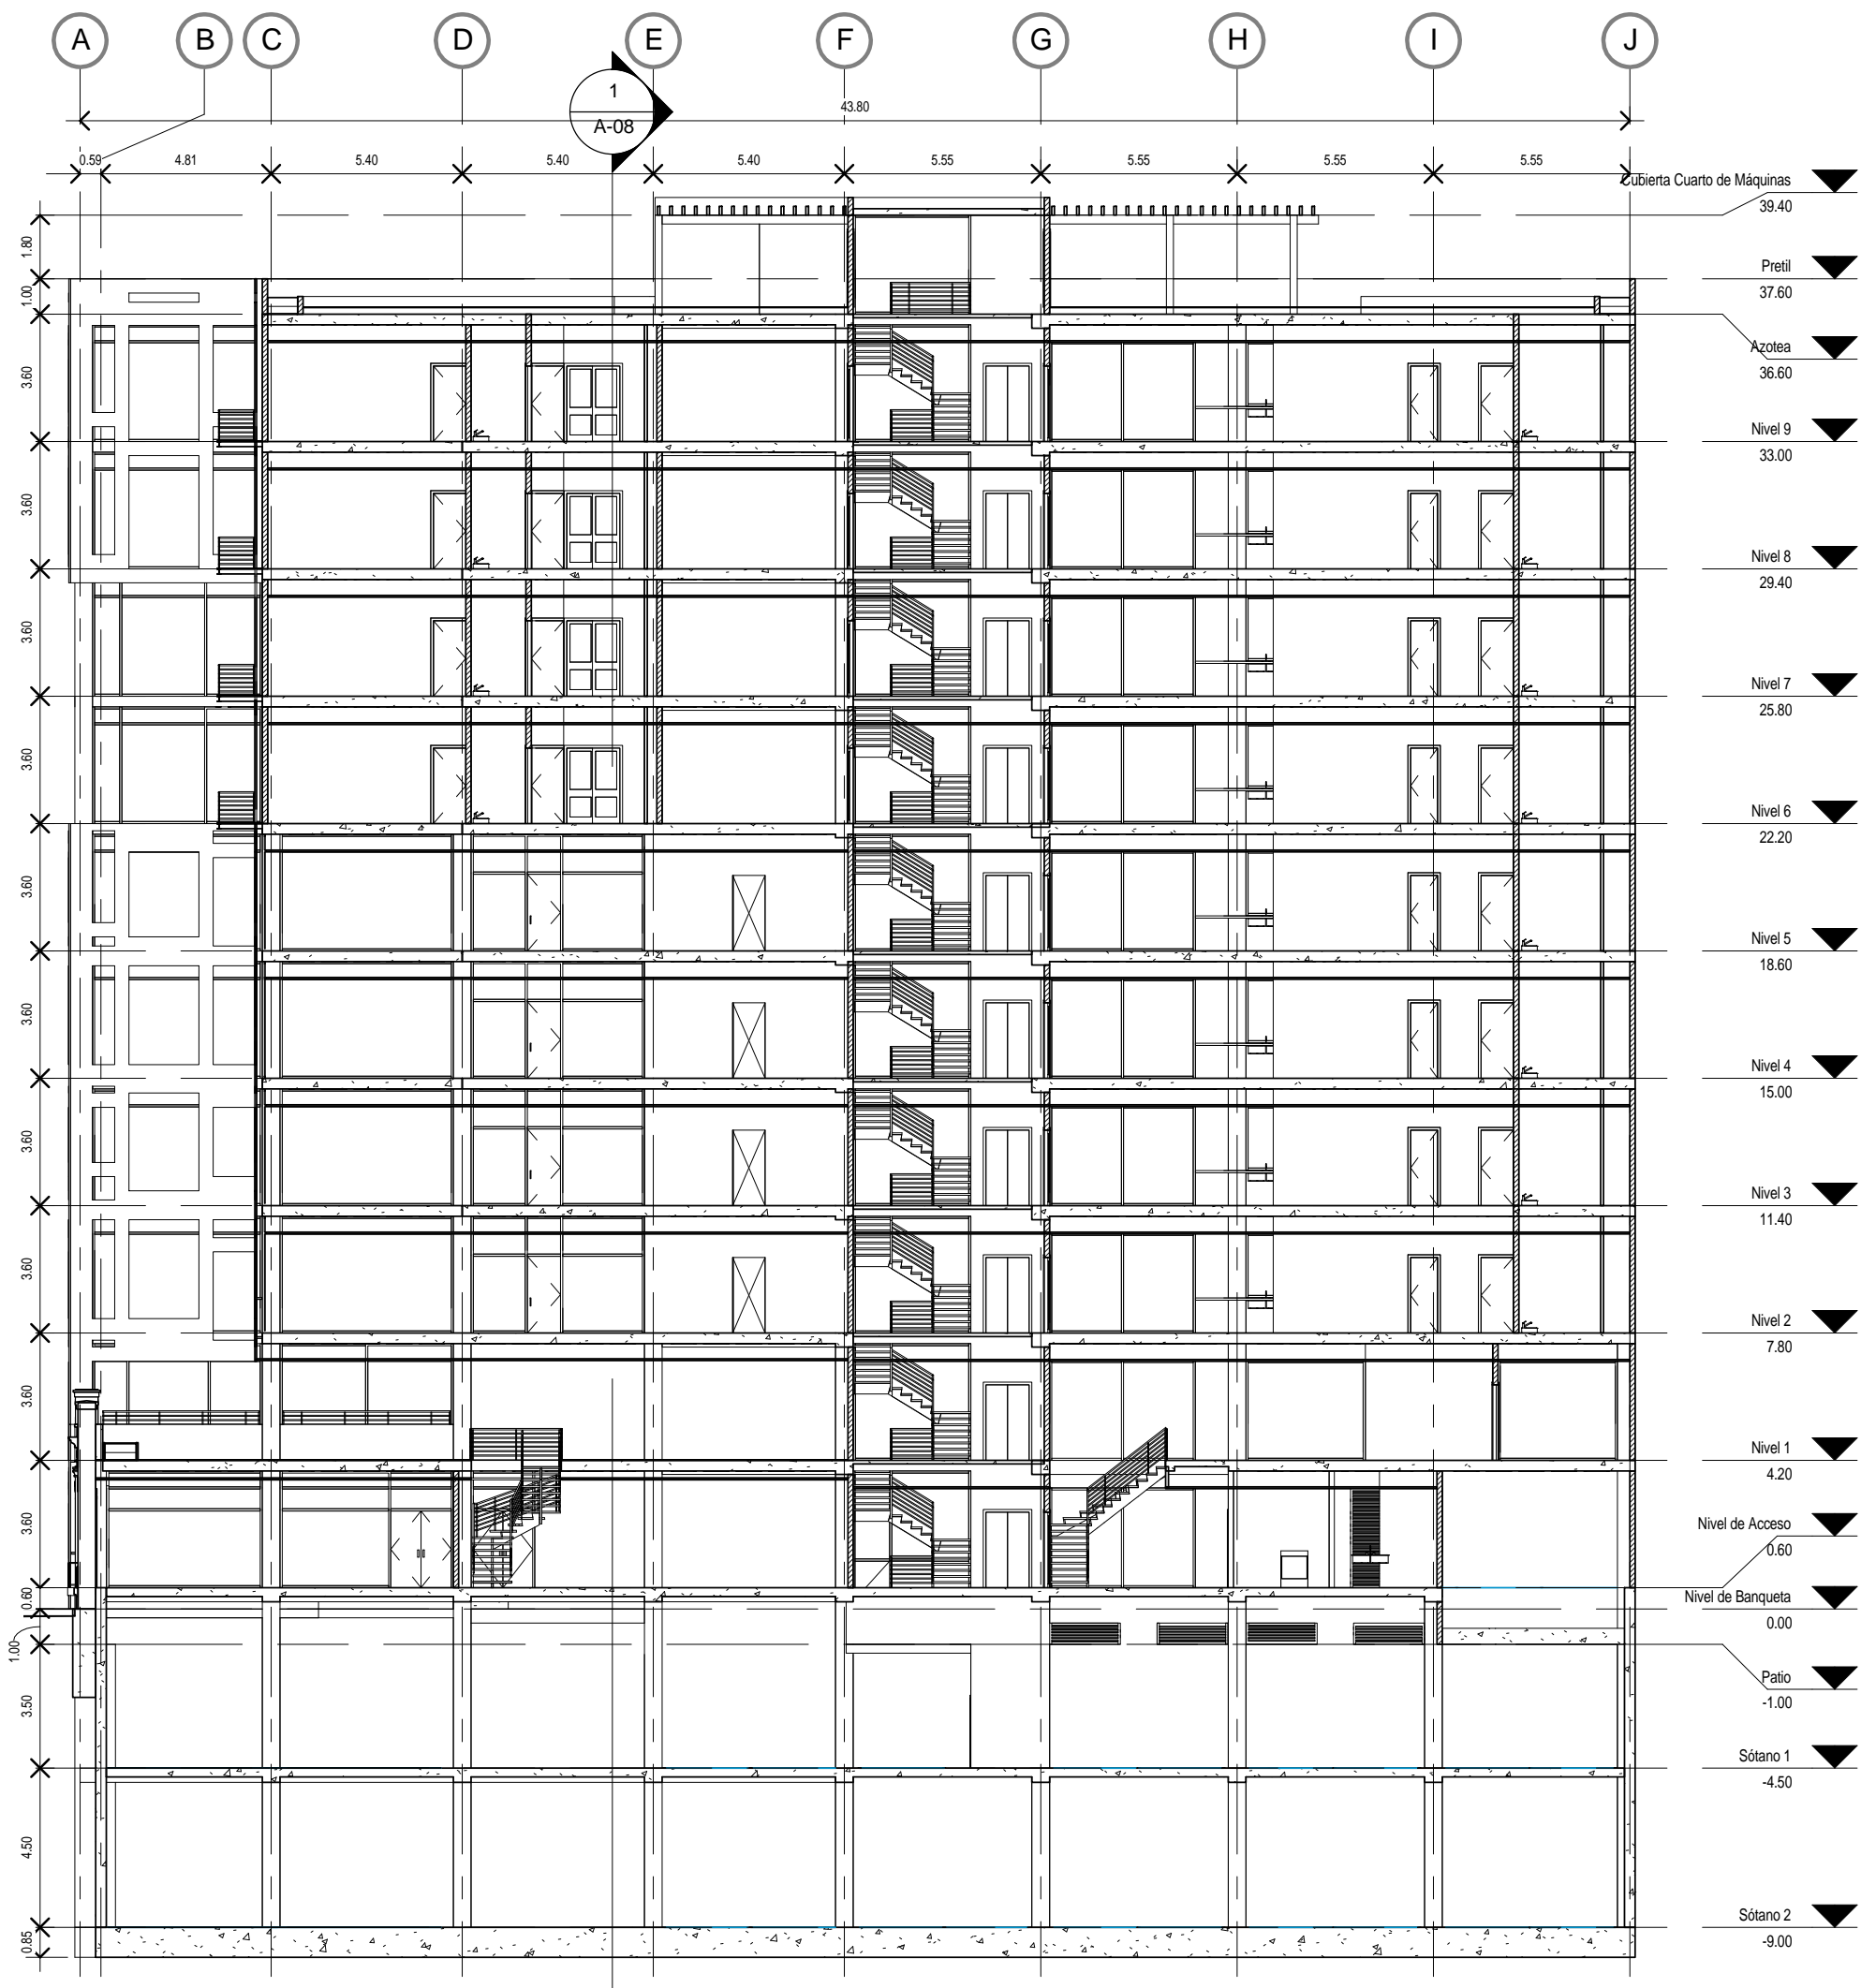 A B C D E F G H I J
1
A-08
43.80
0.59 4.81 5.40 5.40 5.40 5.55 5.55 5.55 5.55
Cubierta Cuarto de Máquinas
39.40
1.80
Pretil
37.60
1.00
Azotea
36.60
3.60
Nivel 9
33.00
3.60
Nivel 8
29.40
3.60
Nivel 7
25.80
3.60
Nivel 6
22.20
3.60
Nivel 5
18.60
3.60
Nivel 4
15.00
3.60
Nivel 3
11.40
3.60
Nivel 2
7.80
3.60
Nivel 1
4.20
3.60
Nivel de Acceso
0.60
0.60
Nivel de Banqueta
0.00
1.00
Patio
-1.00
3.50
Sótano 1
-4.50
4.50
Sótano 2
-9.00
0.85